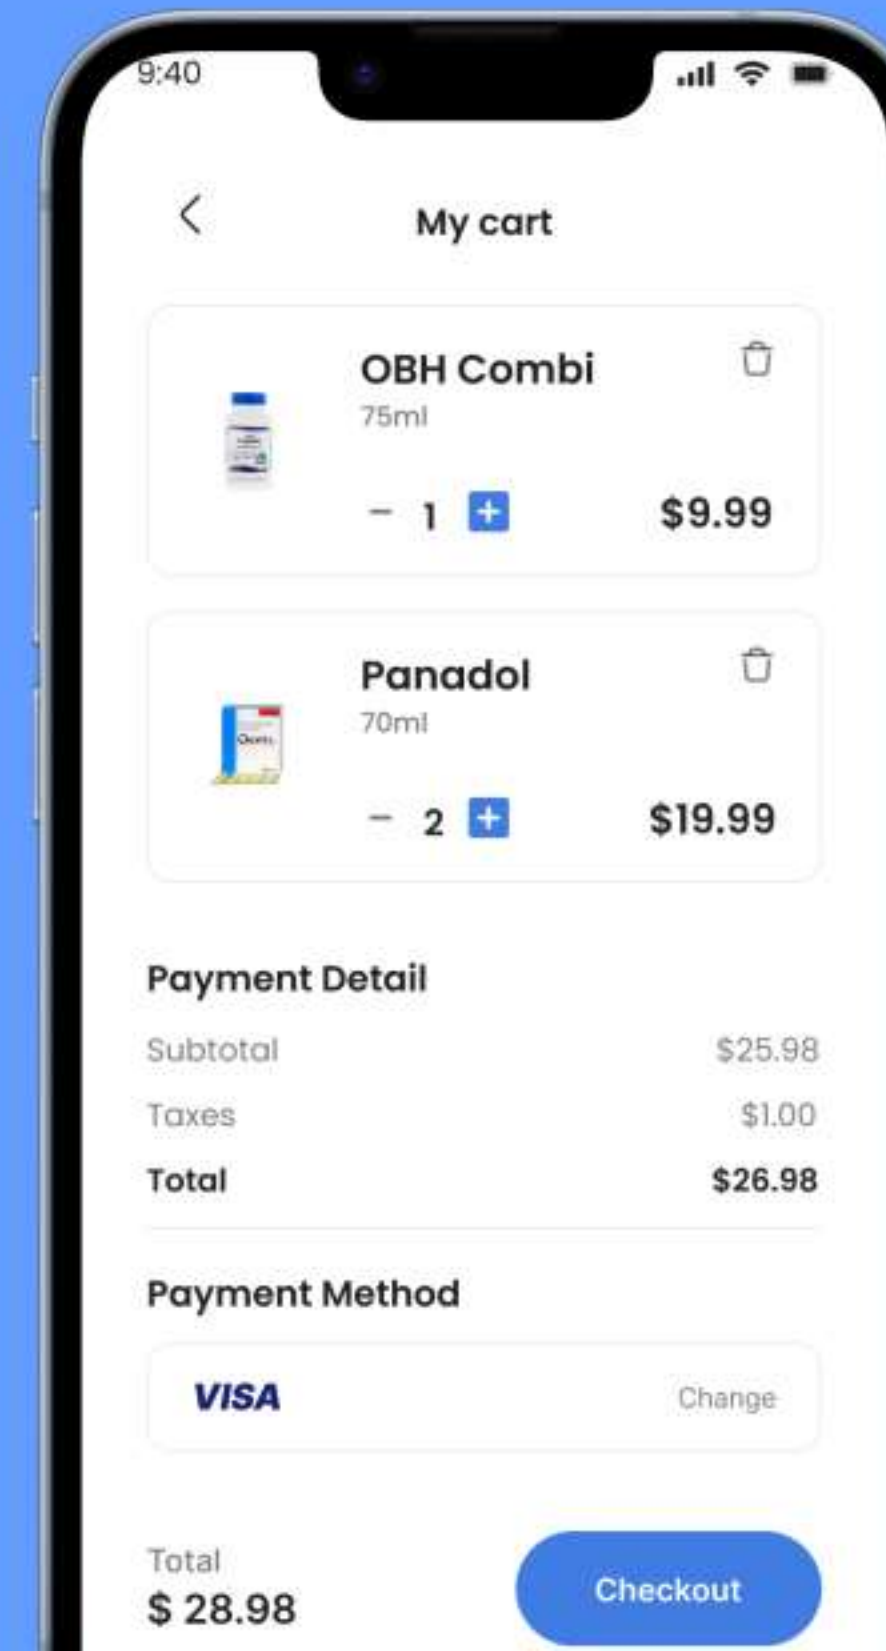 9:40
My cart
OBH Combi
75ml
− 1 +
$9.99
Panadol
70ml
− 2 +
$19.99
Payment Detail
Subtotal $25.98
Taxes $1.00
Total $26.98
Payment Method
VISA Change
Total
$ 28.98
Checkout